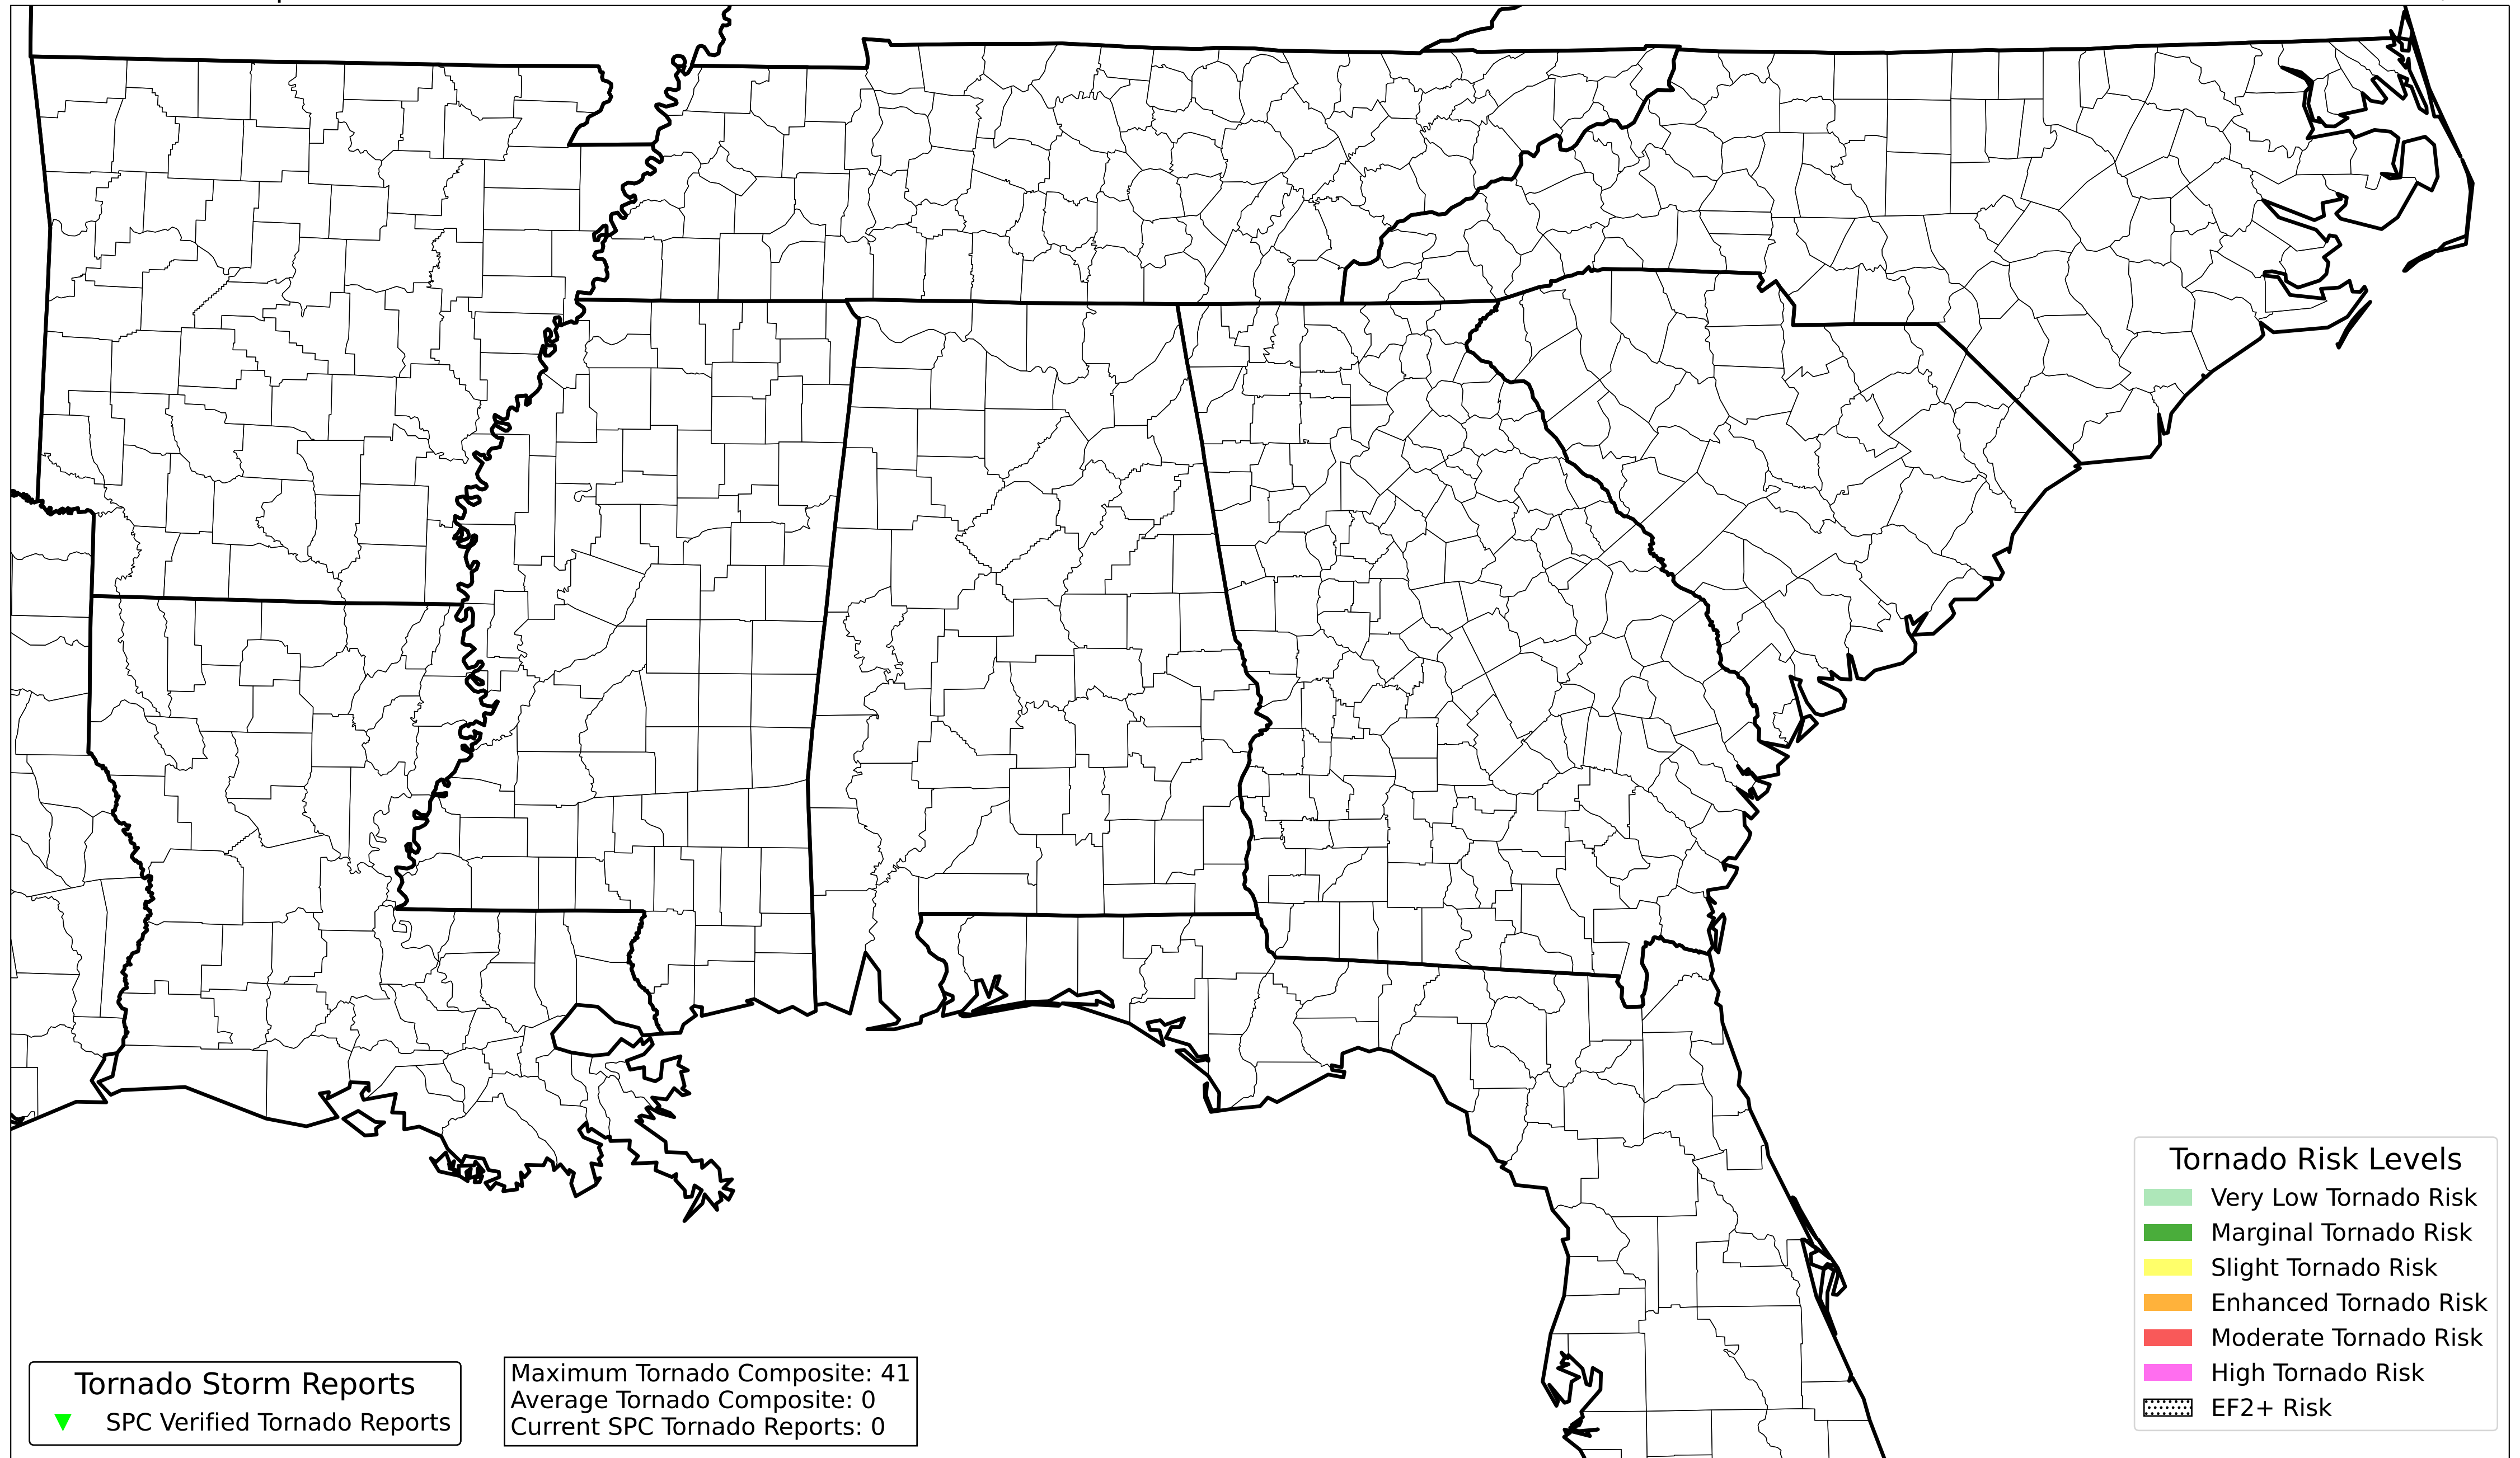 Tornado Risk Levels
Very Low Tornado Risk
Marginal Tornado Risk
Slight Tornado Risk
Enhanced Tornado Risk
Moderate Tornado Risk
High Tornado Risk
EF2+ Risk
Tornado Storm Reports
SPC Verified Tornado Reports
Maximum Tornado Composite: 41
Average Tornado Composite: 0
Current SPC Tornado Reports: 0